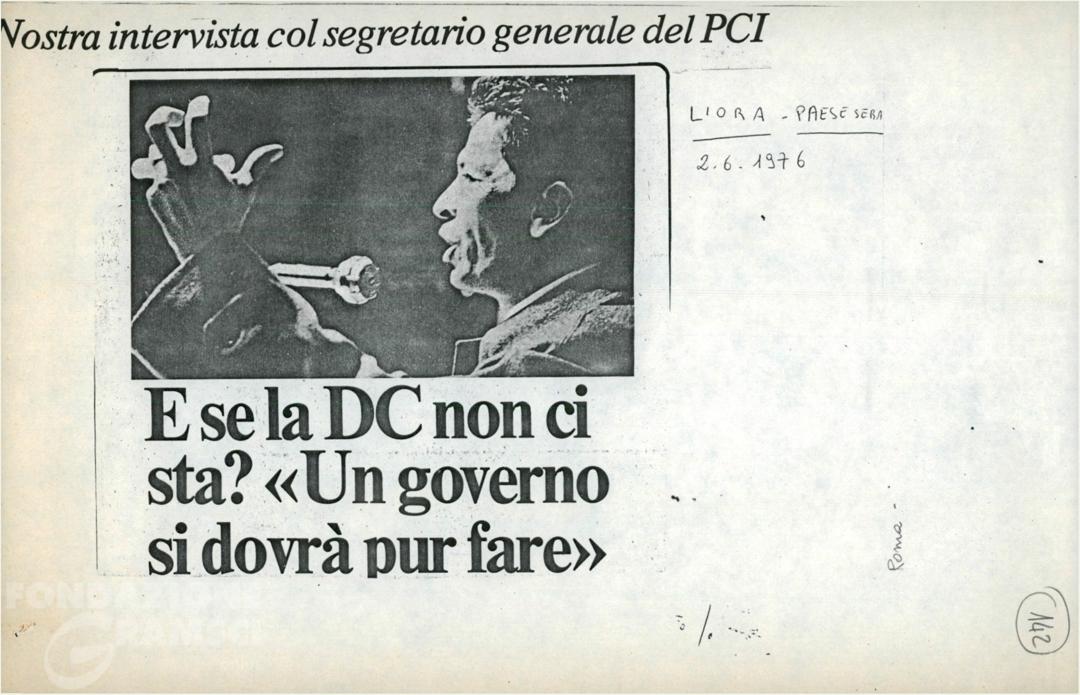 Nostra intervista col segretario generale del PCI
L'ORA - PAESE SERA
2.6.1976
E se la DC non ci
sta? «Un governo
si dovrà pur fare»
Roma -
142
FONDAZIONE
GRAMSCI